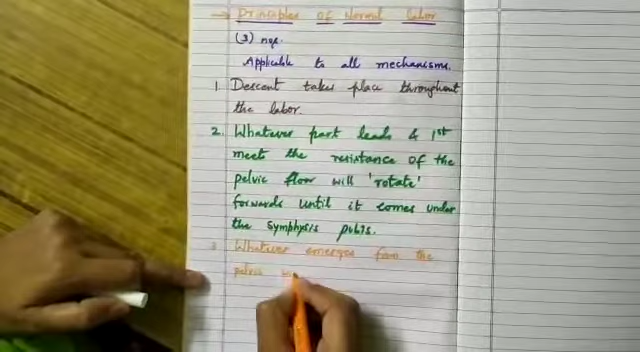 → Principles of Normal labor
(3) nos.
Applicable to all mechanisms.
1. Descent takes place throughout
the labor.
2. Whatever part leads & 1st
meet the resistance of the
pelvic floor will 'rotate'
forwards until it comes under
the symphysis pubis.
3 Whatever emerges from the
pelvis